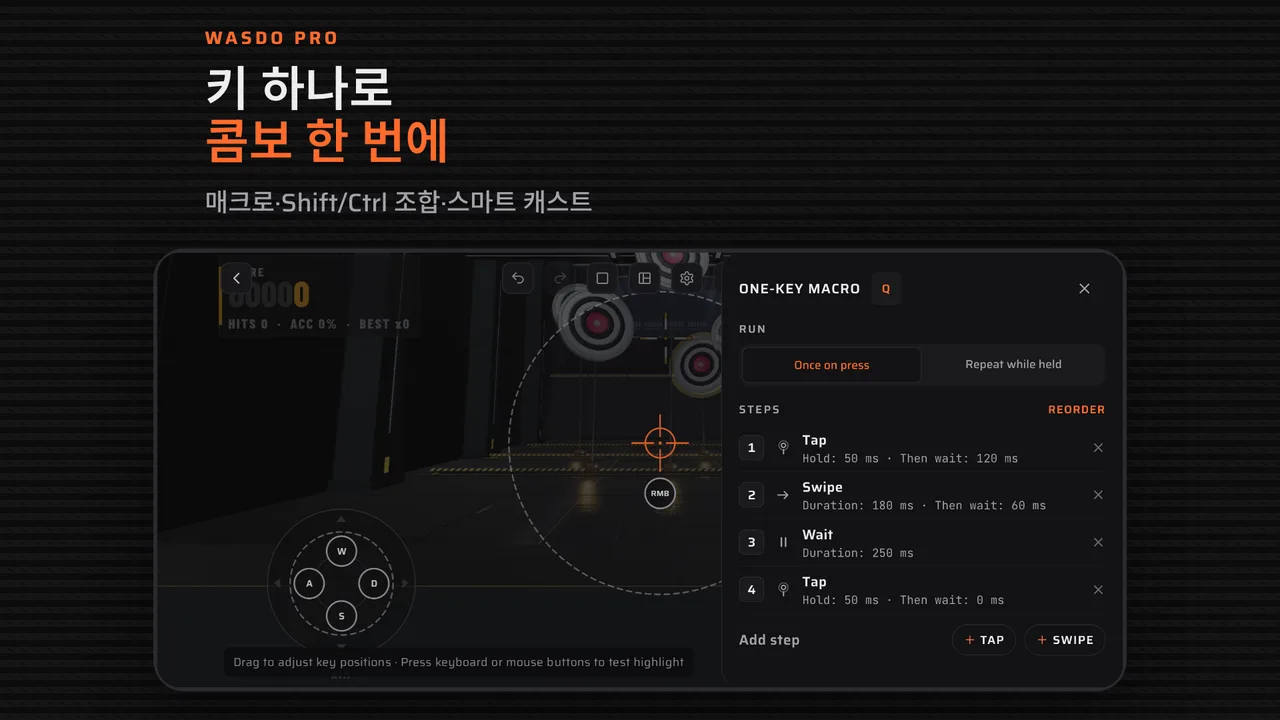 WASDO PRO
키 하나로
콤보 한 번에
매크로·Shift/Ctrl 조합·스마트 캐스트
HITS 0 · ACC 0% · BEST x0
ONE-KEY MACRO Q
RUN
Once on press
Repeat while held
STEPS
REORDER
1
Tap
Hold: 50 ms · Then wait: 120 ms
2
Swipe
Duration: 180 ms · Then wait: 60 ms
3
Wait
Duration: 250 ms
4
Tap
Hold: 50 ms · Then wait: 0 ms
Add step
+ TAP
+ SWIPE
RMB
W
A
D
S
Drag to adjust key positions · Press keyboard or mouse buttons to test highlight